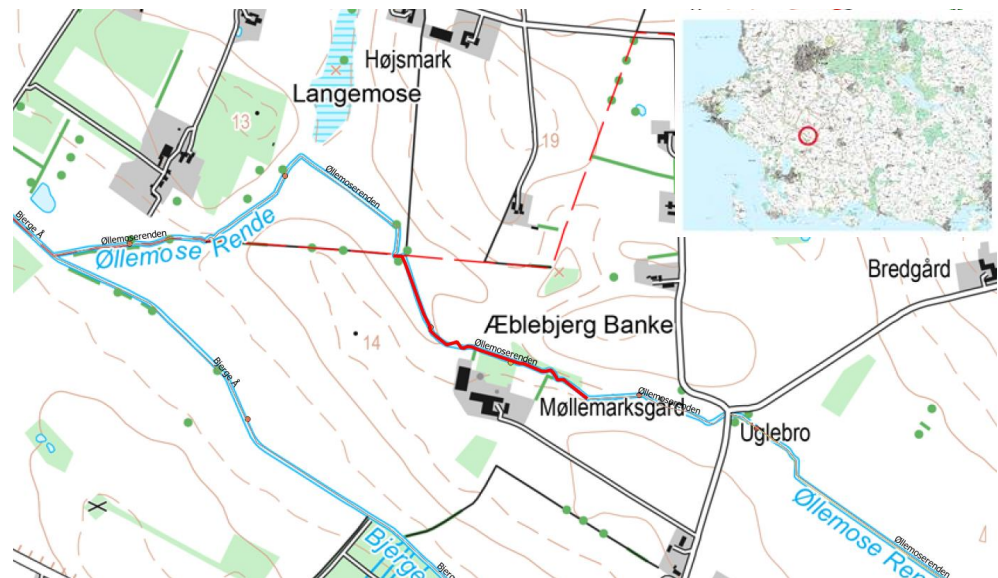 Højsmark
Langemose
13
19
Øllemoserenden
Bjerge Å
Øllemoserenden
Øllemose Rende
Bredgård
Æblebjerg Banke
14
Øllemoserenden
Bjerge Å
Øllemoserenden
Møllemarksgård
Uglebro
Øllemose Rende
Øllemoserenden
Bjerge